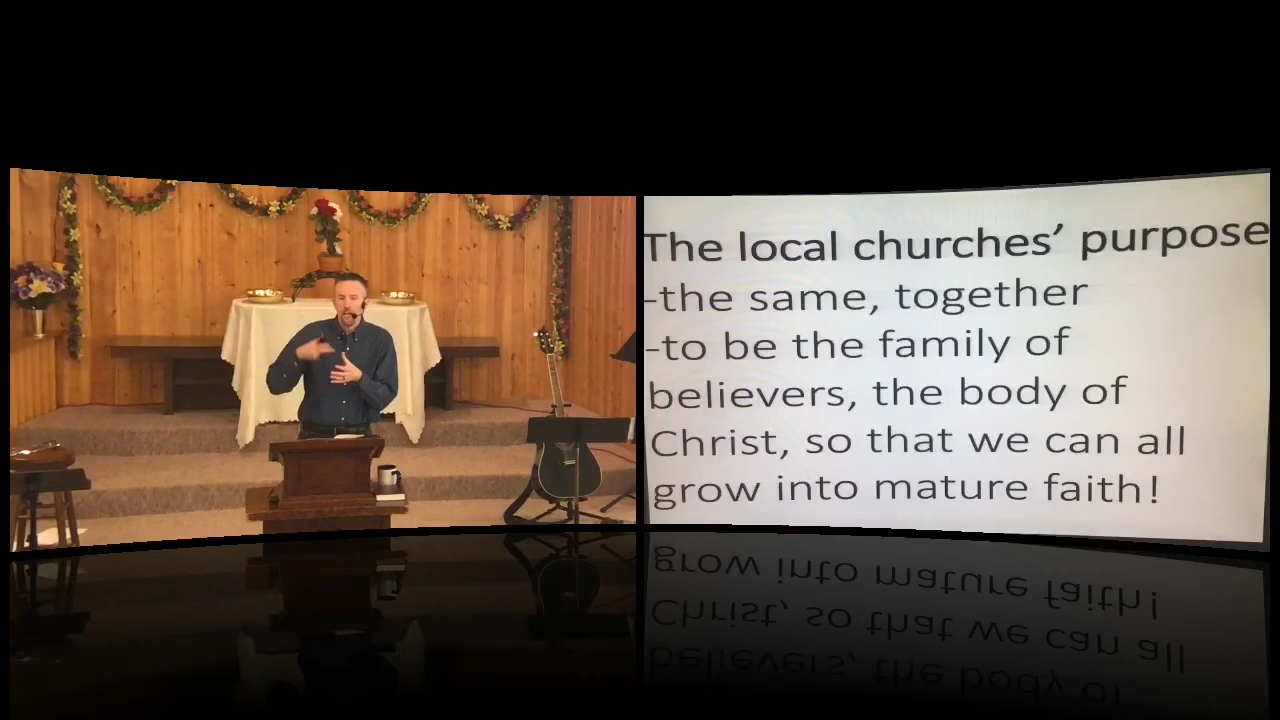 The local churches’ purpose
-the same, together
-to be the family of
believers, the body of
Christ, so that we can all
grow into mature faith!